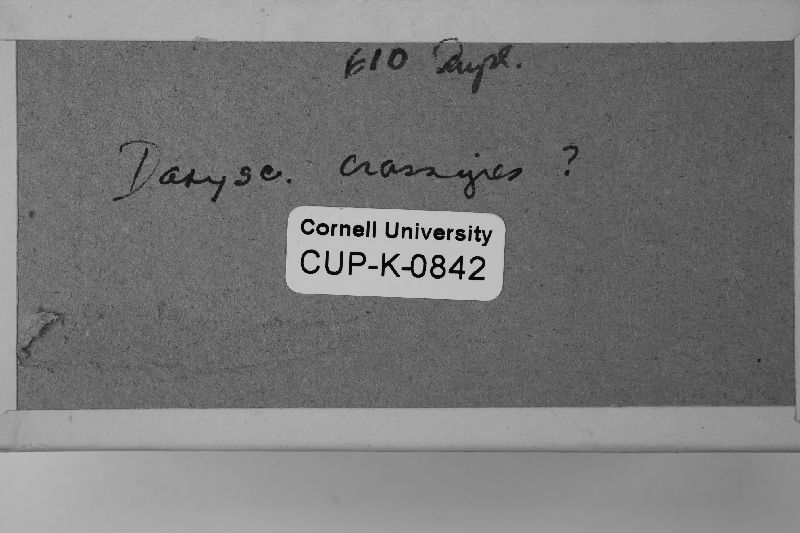 610 Dupl.
Dasysc. crassipes ?
Cornell University
CUP-K-0842